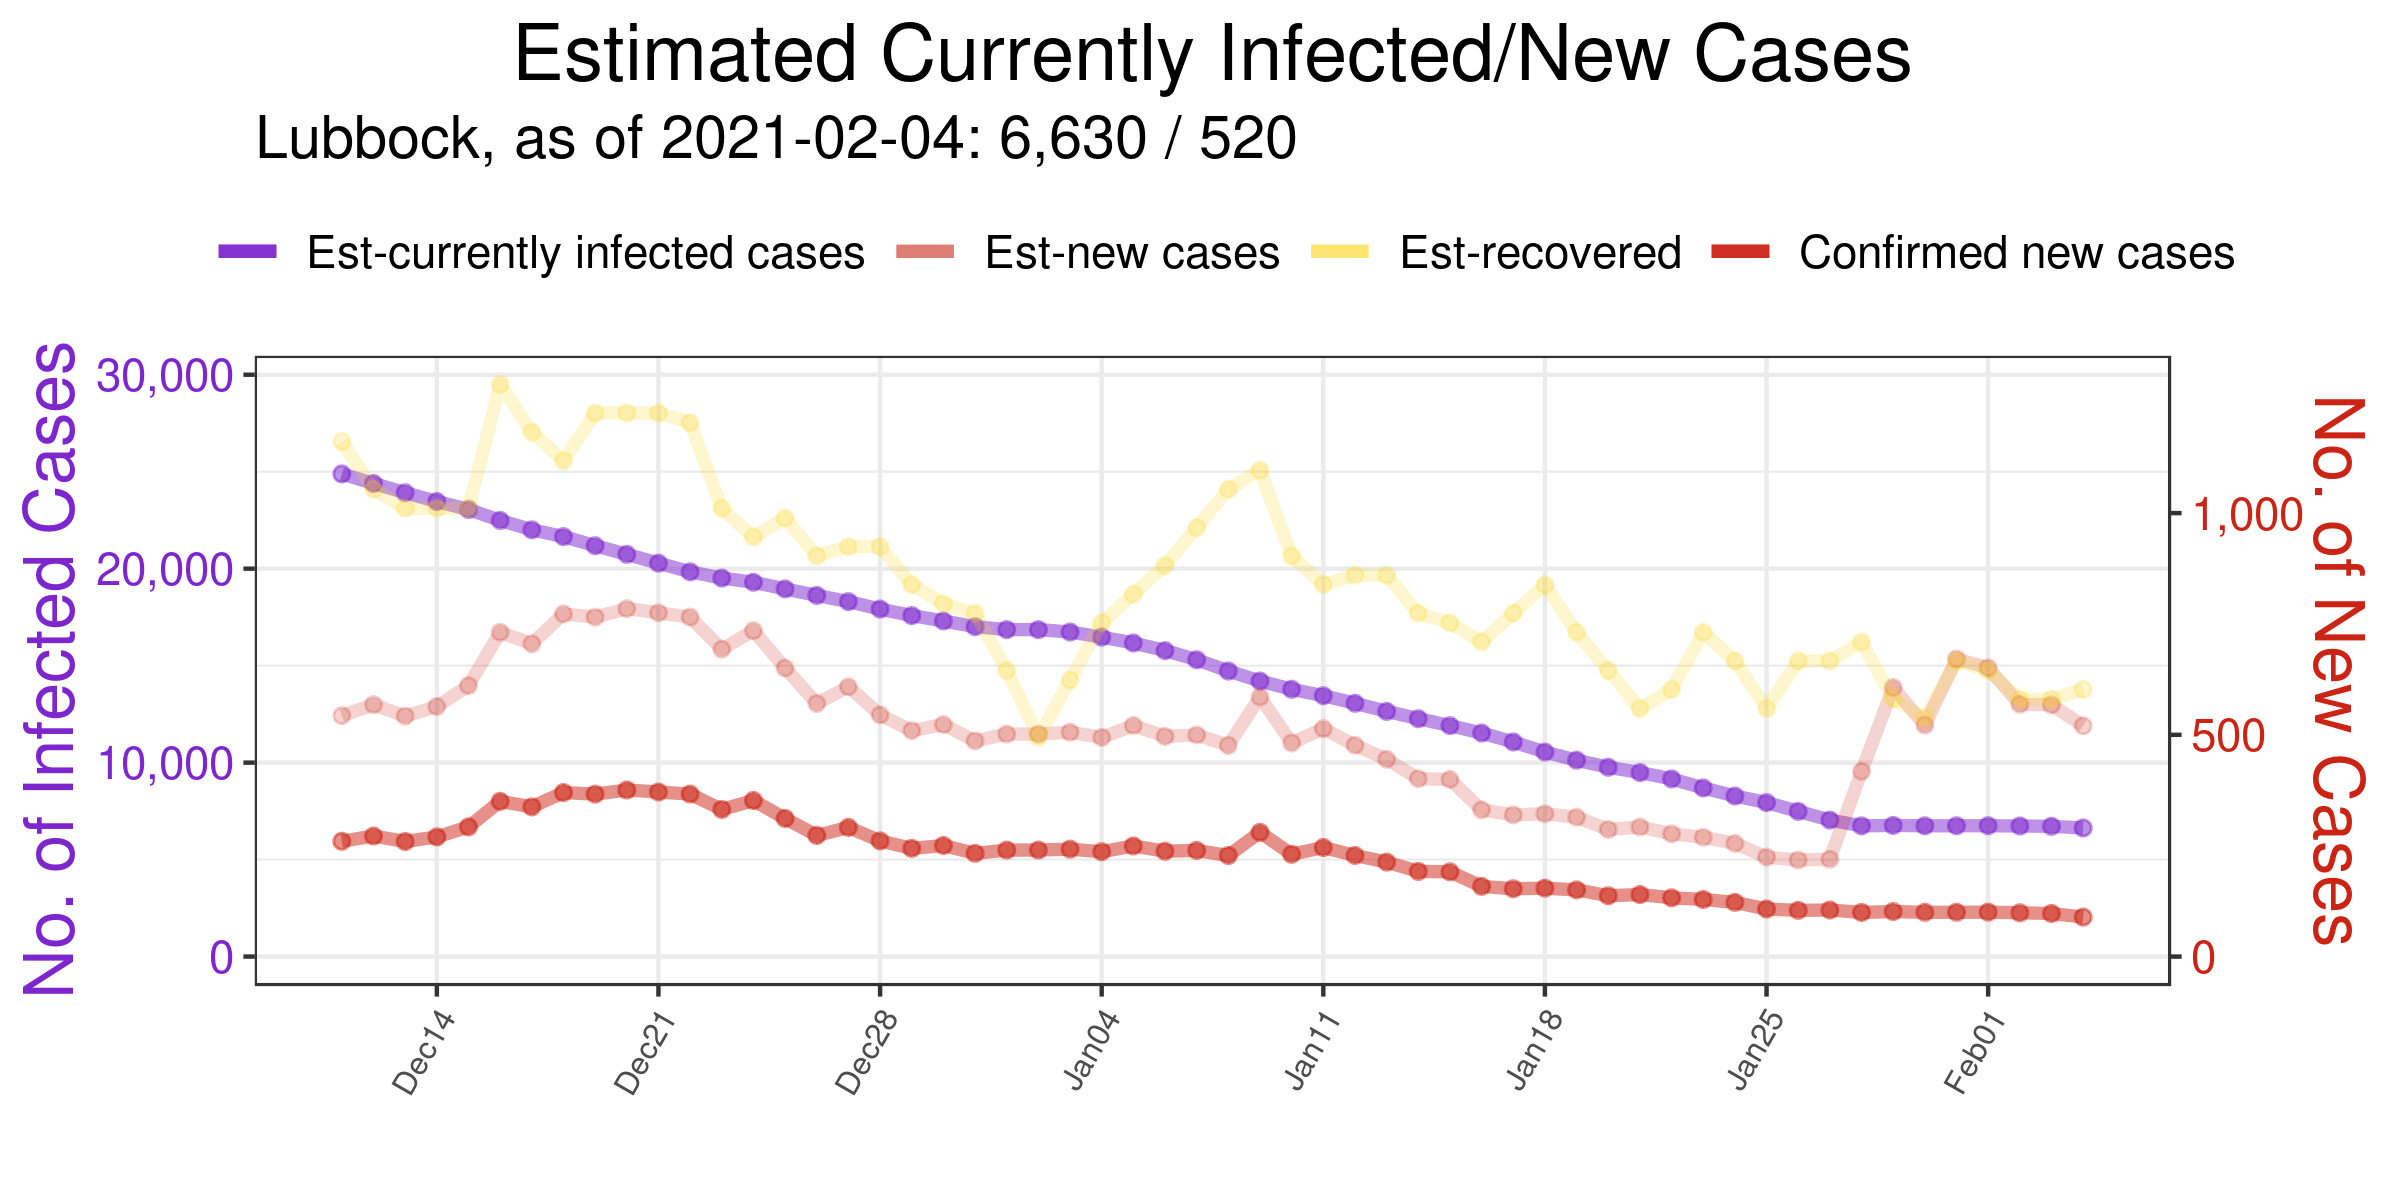 Estimated Currently Infected/New Cases
Lubbock, as of 2021-02-04: 6,630 / 520
Est-currently infected cases Est-new cases Est-recovered Confirmed new cases
No. of Infected Cases
30,000
20,000
10,000
0
No. of New Cases
1,000
500
0
Dec14 Dec21 Dec28 Jan04 Jan11 Jan18 Jan25 Feb01